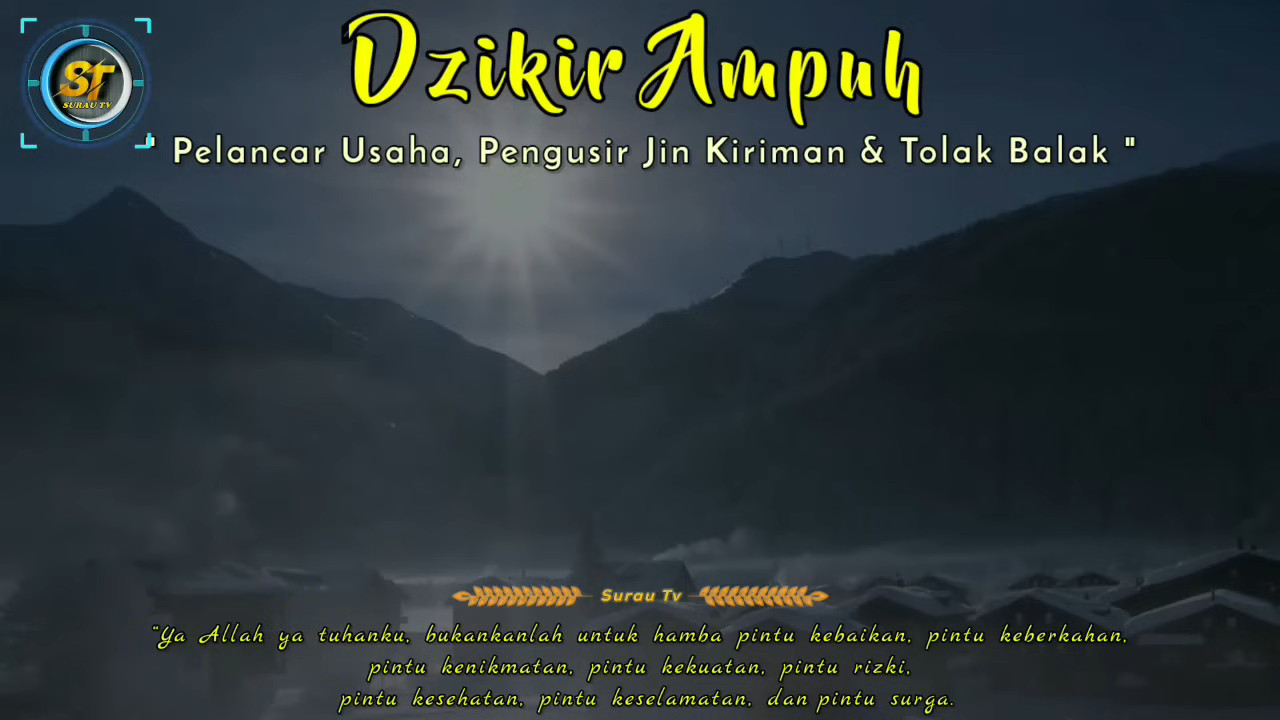 Dzikir Ampuh
ST
SURAU TV
" Pelancar Usaha, Pengusir Jin Kiriman & Tolak Balak "
Surau Tv
"Ya Allah ya tuhanku, bukankanlah untuk hamba pintu kebaikan, pintu keberkahan,
pintu kenikmatan, pintu kekuatan, pintu rizki,
pintu kesehatan, pintu keselamatan, dan pintu surga.